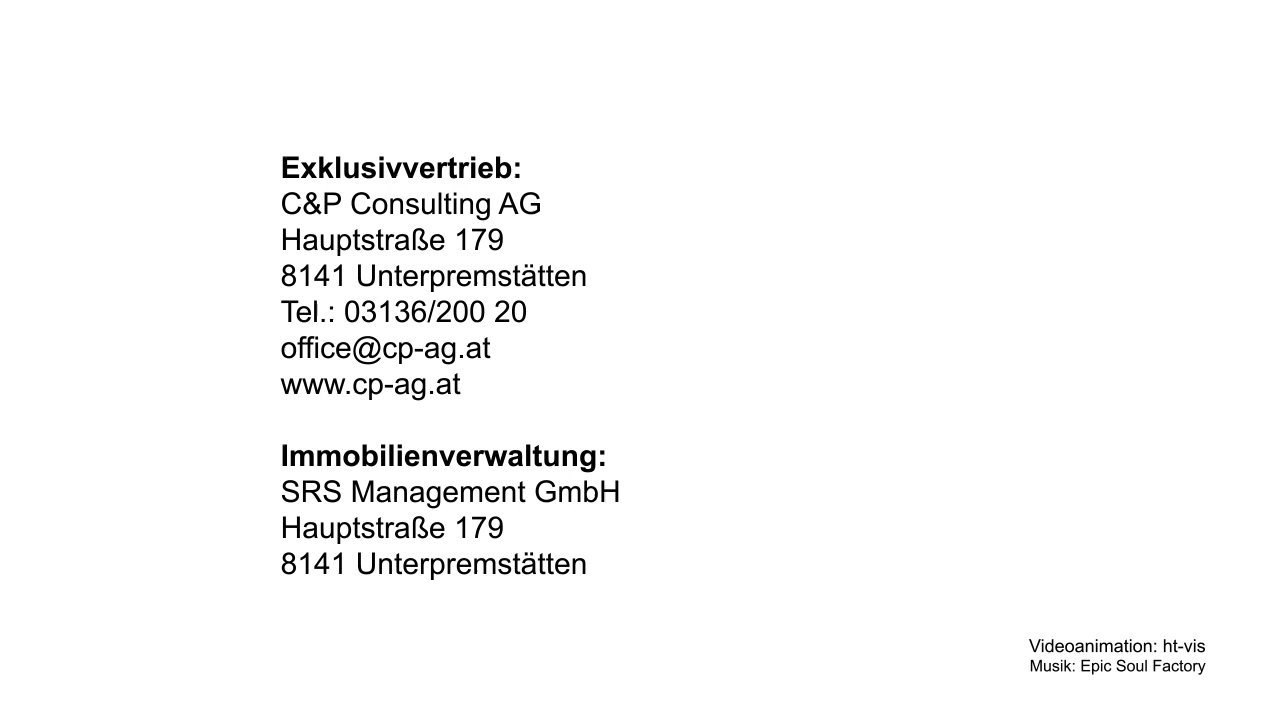 Exklusivvertrieb:
C&P Consulting AG
Hauptstraße 179
8141 Unterpremstätten
Tel.: 03136/200 20
office@cp-ag.at
www.cp-ag.at
Immobilienverwaltung:
SRS Management GmbH
Hauptstraße 179
8141 Unterpremstätten
Videoanimation: ht-vis
Musik: Epic Soul Factory